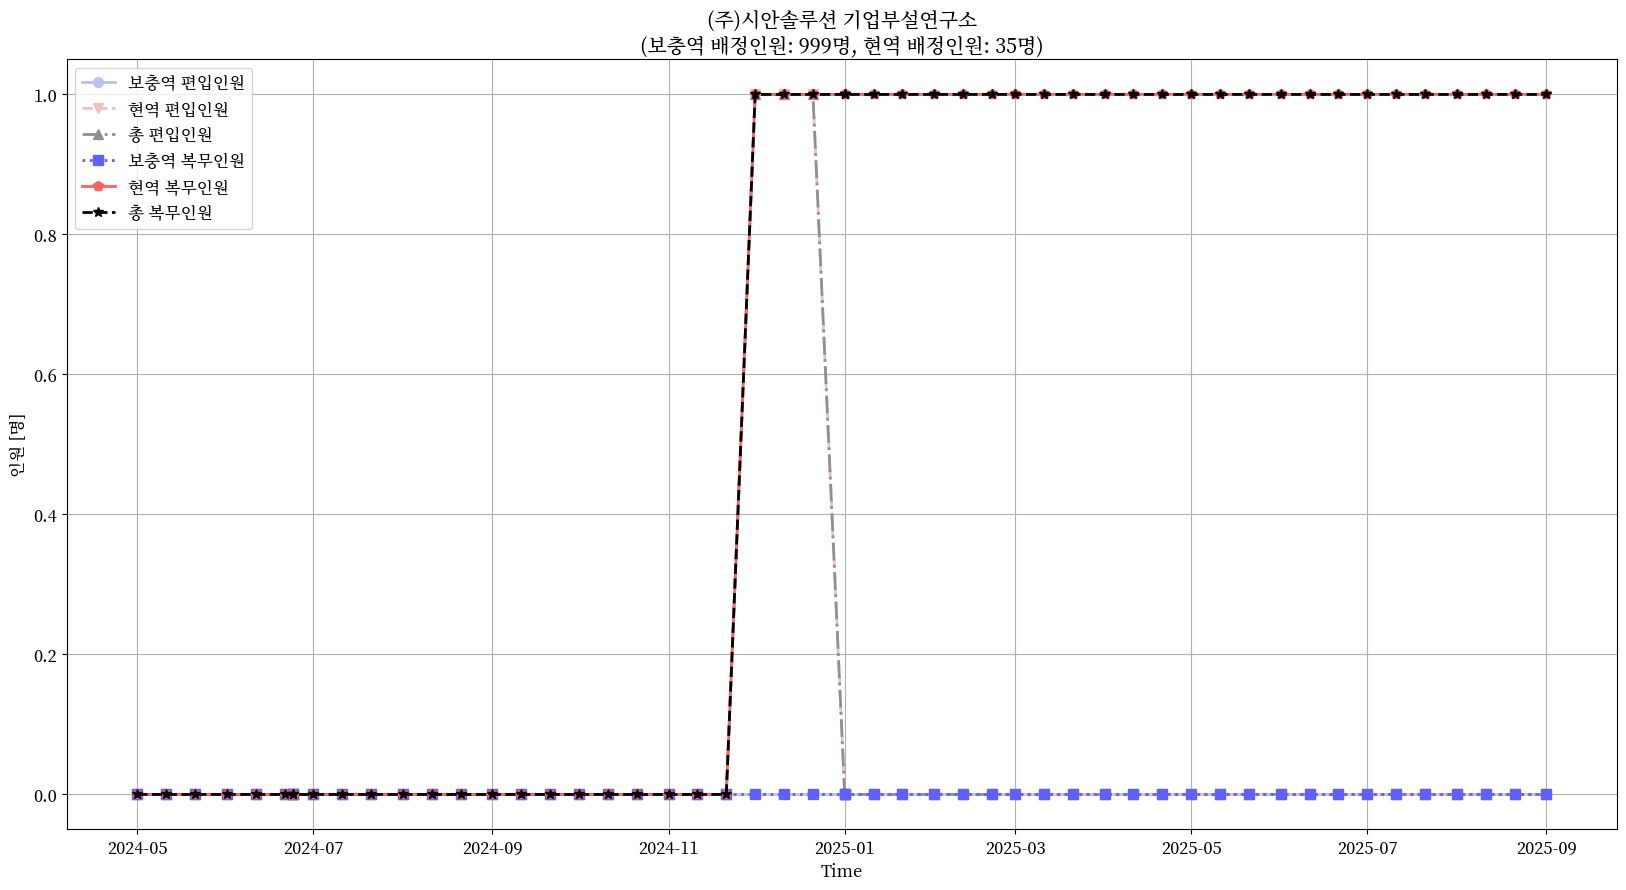 (주)시안솔루션 기업부설연구소
(보충역 배정인원: 999명, 현역 배정인원: 35명)
보충역 편입인원
현역 편입인원
총 편입인원
보충역 복무인원
현역 복무인원
총 복무인원
인원 [명]
1.0
0.8
0.6
0.4
0.2
0.0
2024-05
2024-07
2024-09
2024-11
2025-01
2025-03
2025-05
2025-07
2025-09
Time